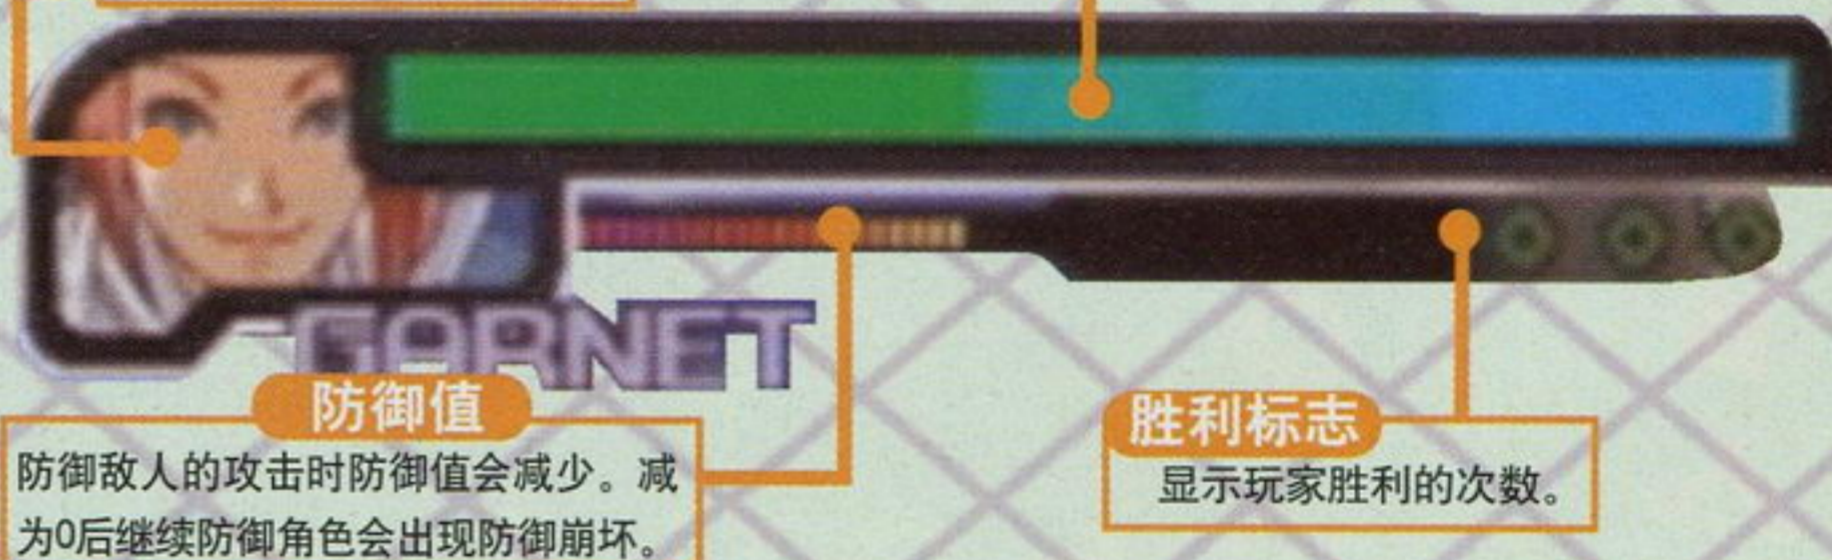 GARNET
防御值
防御敌人的攻击时防御值会减少。减
为0后继续防御角色会出现防御崩坏。
胜利标志
显示玩家胜利的次数。